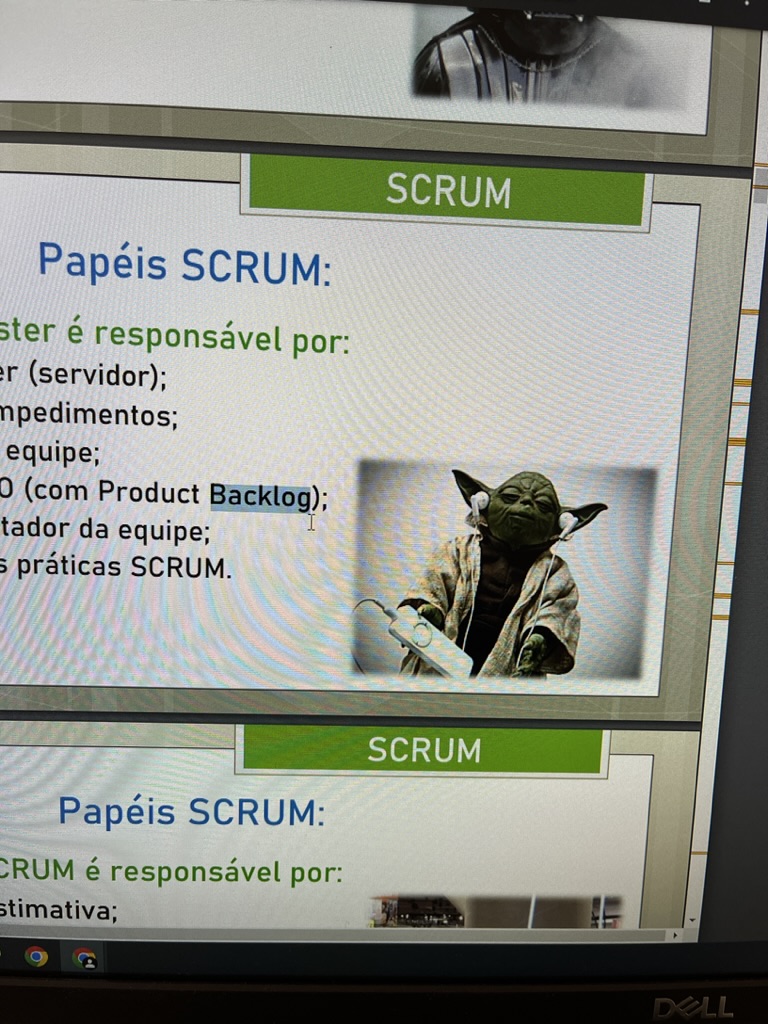 SCRUM
Papéis SCRUM:
ster é responsável por:
er (servidor);
mpedimentos;
equipe;
O (com Product Backlog);
tador da equipe;
s práticas SCRUM.
SCRUM
Papéis SCRUM:
CRUM é responsável por:
stimativa;
DELL